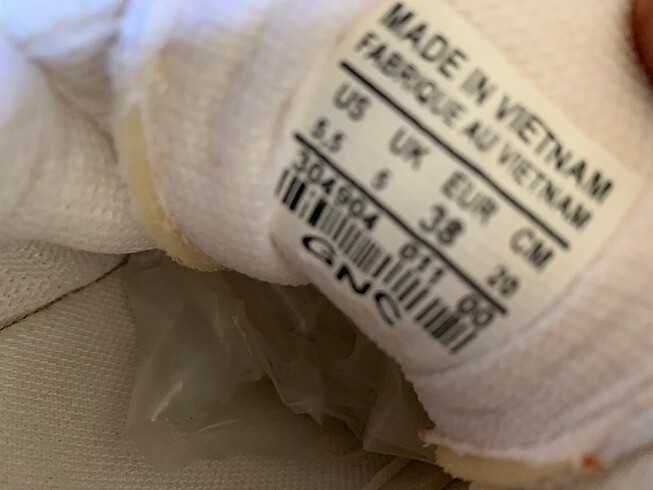 MADE IN VIETNAM
FABRIQUE AU VIETNAM
US UK EUR CM
5.5 5 38 20
304904 011 00
GNC